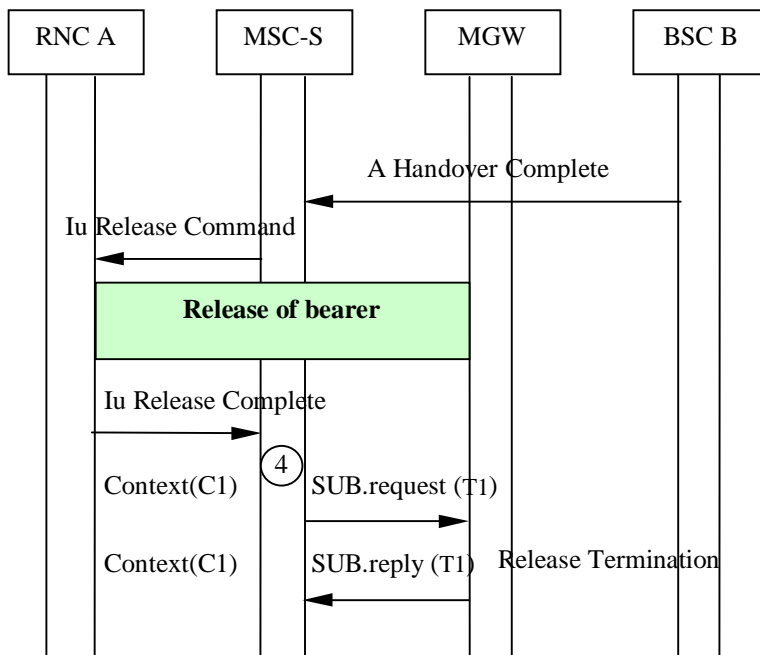 RNC A
MSC-S
MGW
BSC B
A Handover Complete
Iu Release Command
Release of bearer
Iu Release Complete
4
Context(C1)
SUB.request (T1)
Context(C1)
SUB.reply (T1)
Release Termination